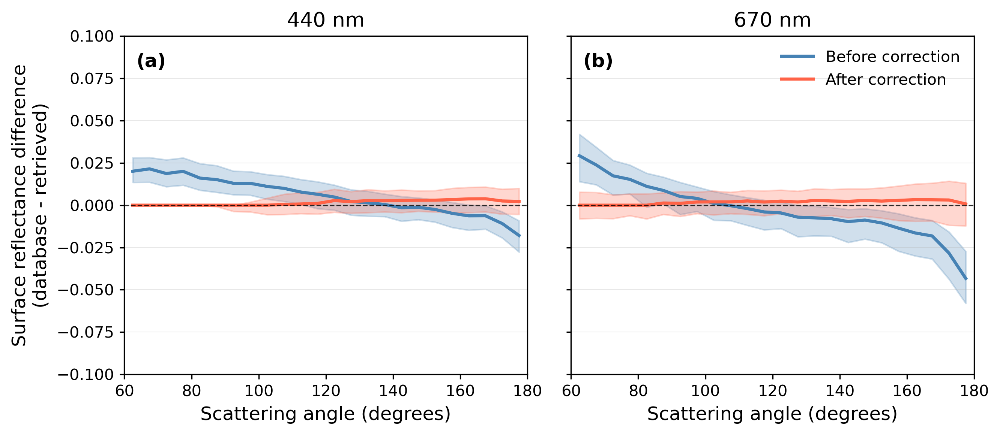 440 nm
670 nm
(a)
(b)
Before correction
After correction
Surface reflectance difference
(database - retrieved)
0.100
0.075
0.050
0.025
0.000
−0.025
−0.050
−0.075
−0.100
60 80 100 120 140 160 180
60 80 100 120 140 160 180
Scattering angle (degrees)
Scattering angle (degrees)